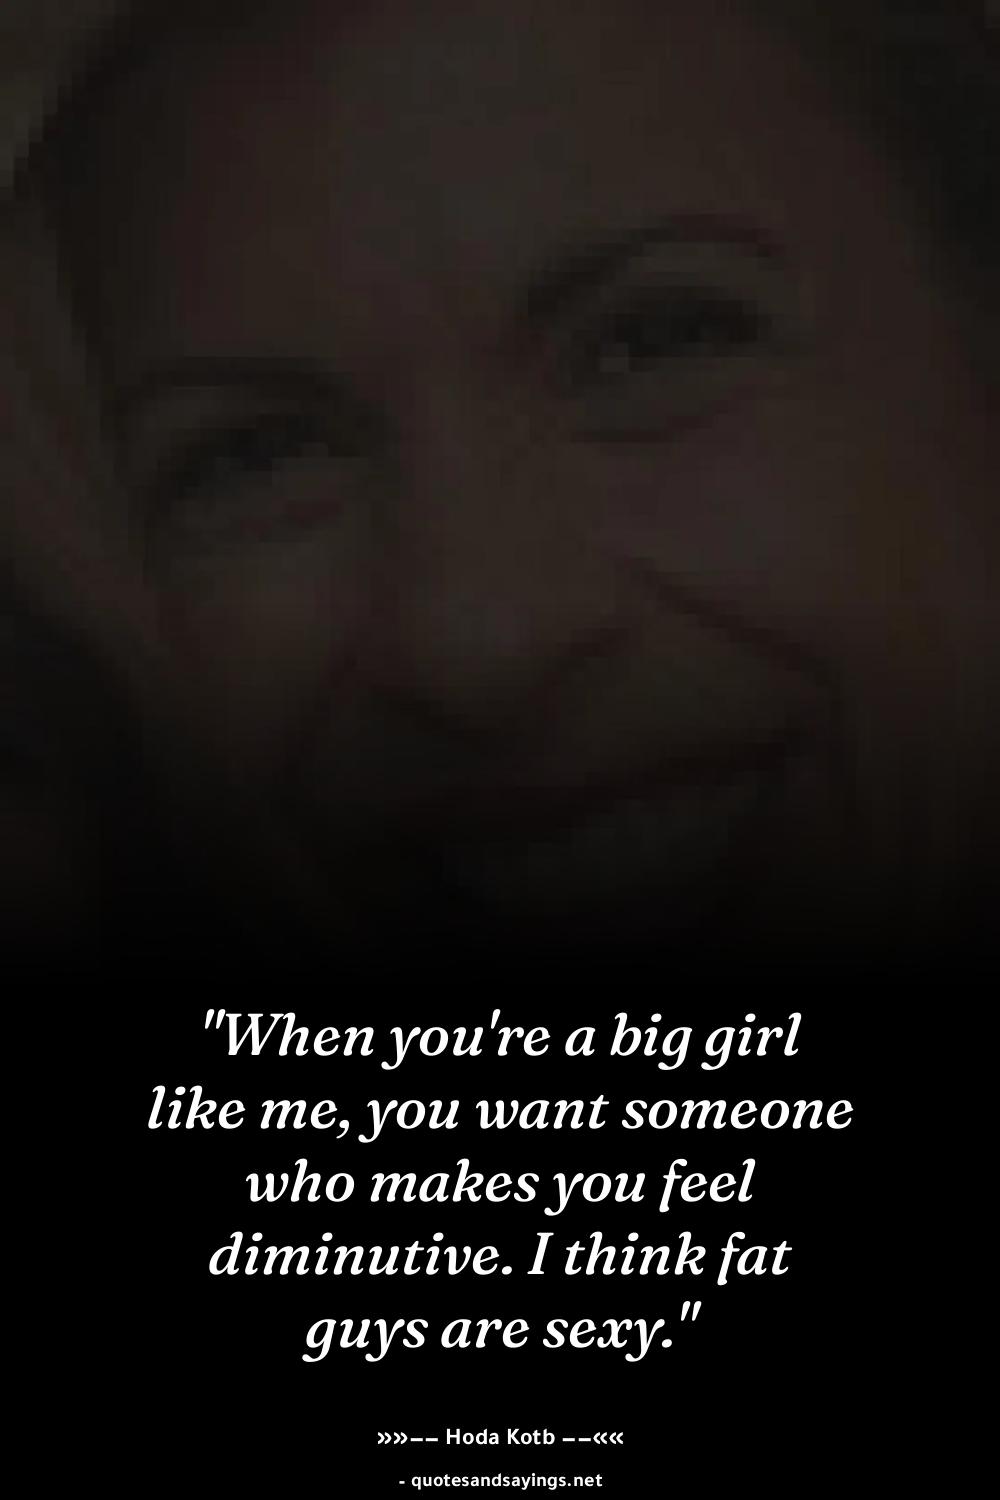 "When you're a big girl
like me, you want someone
who makes you feel
diminutive. I think fat
guys are sexy."
»»–– Hoda Kotb ––««
- quotesandsayings.net